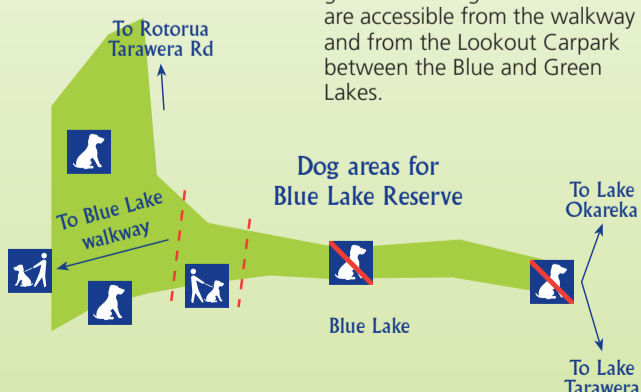 are accessible from the walkway
and from the Lookout Carpark
between the Blue and Green
Lakes.
To Rotorua
Tarawera Rd
Dog areas for
Blue Lake Reserve
To Blue Lake
walkway
To Lake
Okareka
Blue Lake
To Lake
Tarawera